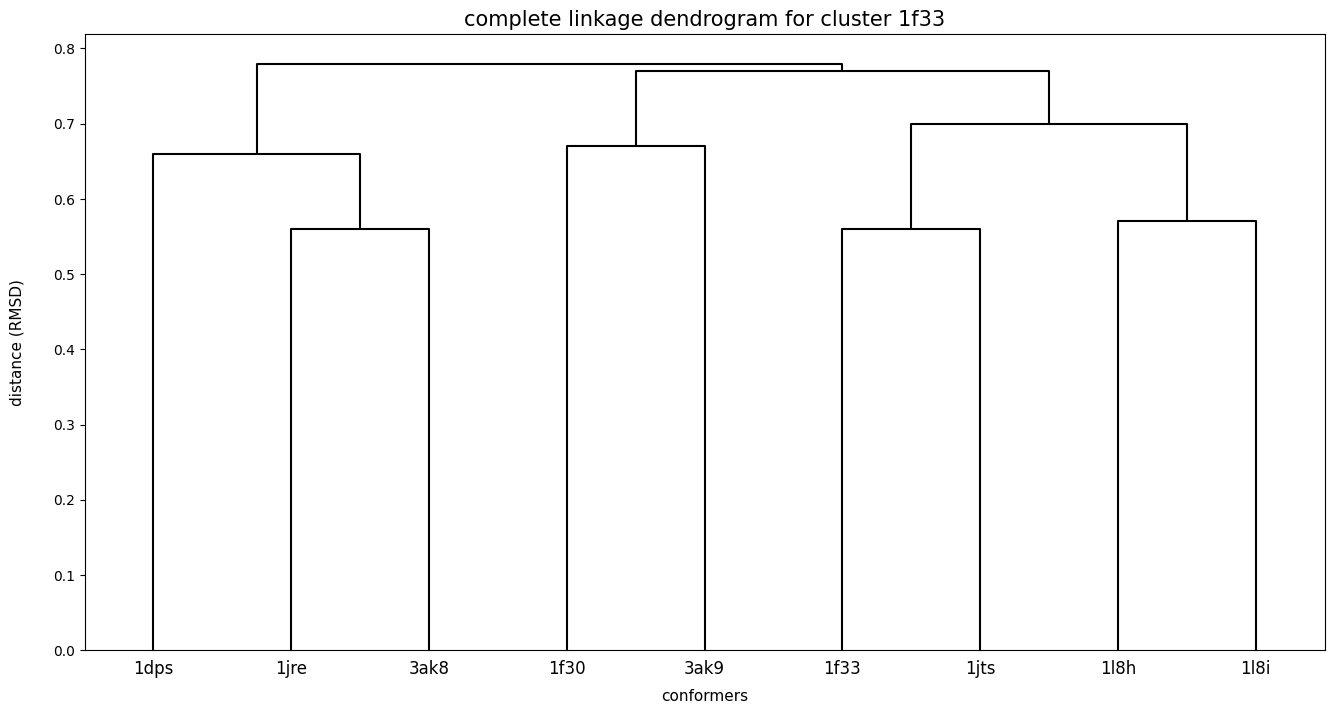 complete linkage dendrogram for cluster 1f33
0.8
0.7
0.6
0.5
0.4
0.3
0.2
0.1
0.0
distance (RMSD)
1dps 1jre 3ak8 1f30 3ak9 1f33 1jts 1l8h 1l8i
conformers